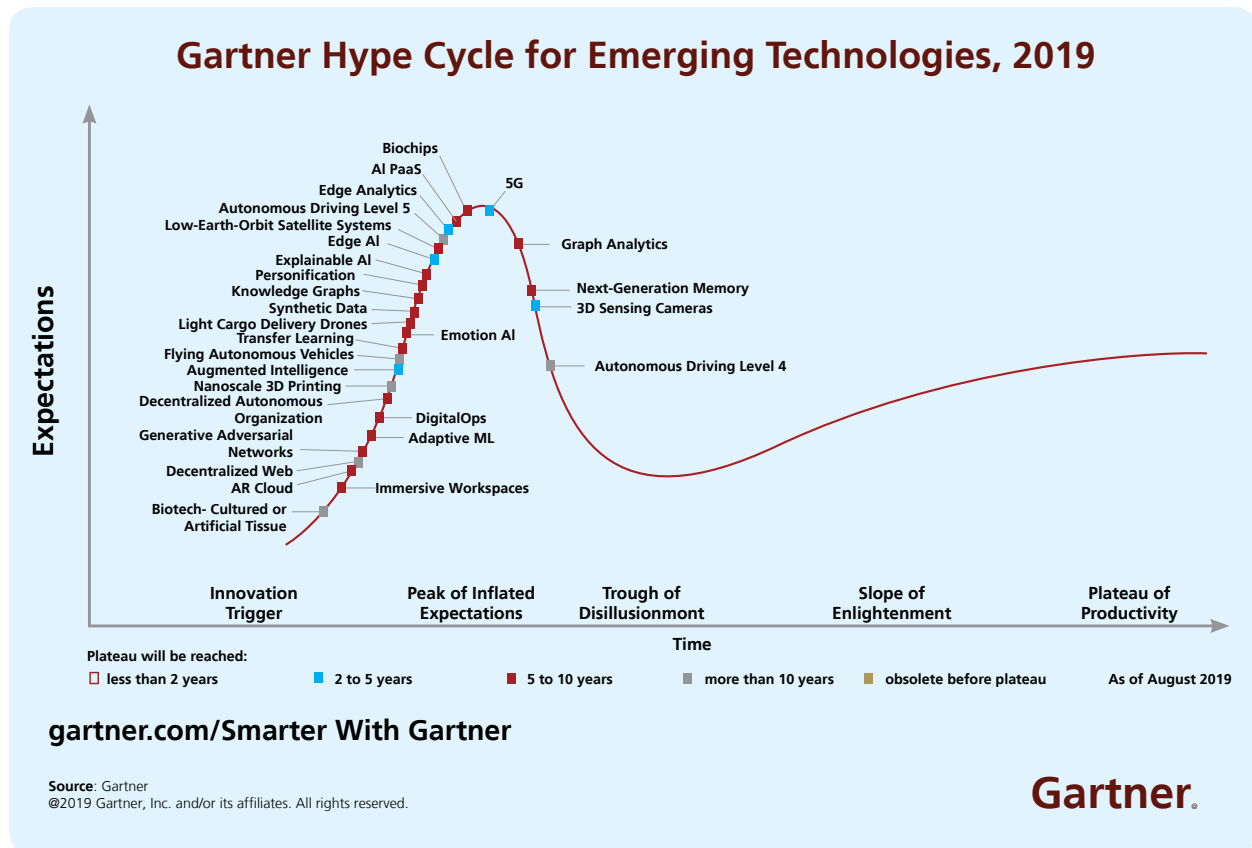 Gartner Hype Cycle for Emerging Technologies, 2019
Expectations
Biochips
AI PaaS
5G
Edge Analytics
Autonomous Driving Level 5
Low-Earth-Orbit Satellite Systems
Edge AI
Graph Analytics
Explainable AI
Personification
Knowledge Graphs
Next-Generation Memory
Synthetic Data
3D Sensing Cameras
Light Cargo Delivery Drones
Transfer Learning
Emotion AI
Flying Autonomous Vehicles
Augmented Intelligence
Autonomous Driving Level 4
Nanoscale 3D Printing
Decentralized Autonomous
Organization
DigitalOps
Generative Adversarial
Networks
Adaptive ML
Decentralized Web
AR Cloud
Immersive Workspaces
Biotech- Cultured or
Artificial Tissue
Innovation
Trigger
Peak of Inflated
Expectations
Trough of
Disillusionmont
Slope of
Enlightenment
Plateau of
Productivity
Time
Plateau will be reached:
less than 2 years
2 to 5 years
5 to 10 years
more than 10 years
obsolete before plateau
As of August 2019
gartner.com/Smarter With Gartner
Source: Gartner
@2019 Gartner, Inc. and/or its affiliates. All rights reserved.
Gartner®